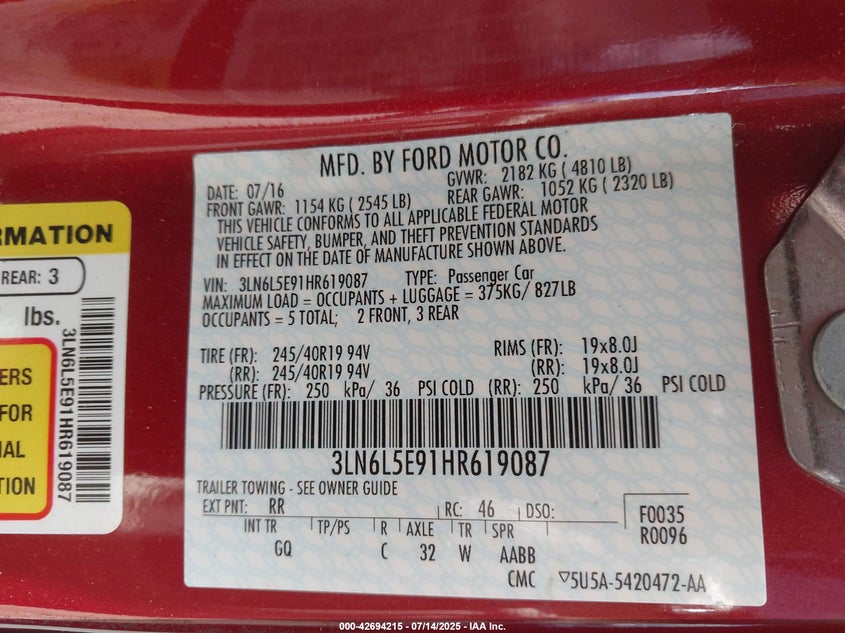 RMATION
REAR: 3
lbs.
ERS
FOR
IAL
TION
3LN6L5E91HR619087
MFD. BY FORD MOTOR CO.
DATE: 07/16 GVWR: 2182 KG ( 4810 LB)
FRONT GAWR: 1154 KG ( 2545 LB) REAR GAWR: 1052 KG ( 2320 LB)
THIS VEHICLE CONFORMS TO ALL APPLICABLE FEDERAL MOTOR
VEHICLE SAFETY, BUMPER, AND THEFT PREVENTION STANDARDS
IN EFFECT ON THE DATE OF MANUFACTURE SHOWN ABOVE.
VIN: 3LN6L5E91HR619087 TYPE: Passenger Car
MAXIMUM LOAD = OCCUPANTS + LUGGAGE = 375KG/ 827LB
OCCUPANTS = 5 TOTAL; 2 FRONT, 3 REAR
TIRE (FR): 245/40R19 94V RIMS (FR): 19x8.0J
(RR): 245/40R19 94V (RR): 19x8.0J
PRESSURE (FR): 250 kPa/ 36 PSI COLD (RR): 250 kPa/ 36 PSI COLD
3LN6L5E91HR619087
TRAILER TOWING - SEE OWNER GUIDE
EXT PNT: RR RC: 46 DSO: F0035
INT TR TP/PS R AXLE TR SPR R0096
GQ C 32 W AABB
CMC ▽5U5A-5420472-AA
000-42694215 - 07/14/2025 - IAA Inc.